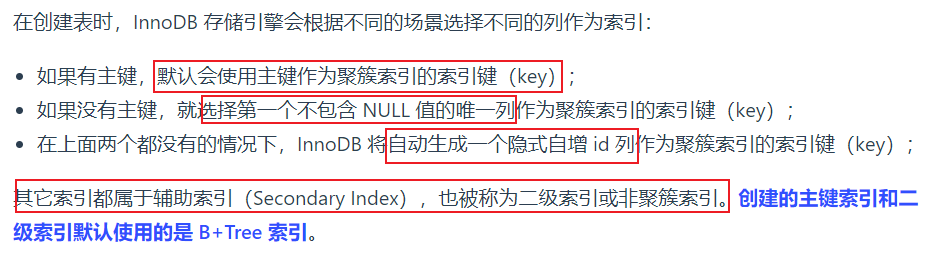 在创建表时，InnoDB 存储引擎会根据不同的场景选择不同的列作为索引：
• 如果有主键，默认会使用主键作为聚簇索引的索引键（key）；
• 如果没有主键，就选择第一个不包含 NULL 值的唯一列作为聚簇索引的索引键（key）；
• 在上面两个都没有的情况下，InnoDB 将自动生成一个隐式自增 id 列作为聚簇索引的索引键（key）；
其它索引都属于辅助索引（Secondary Index），也被称为二级索引或非聚簇索引。创建的主键索引和二
级索引默认使用的是 B+Tree 索引。